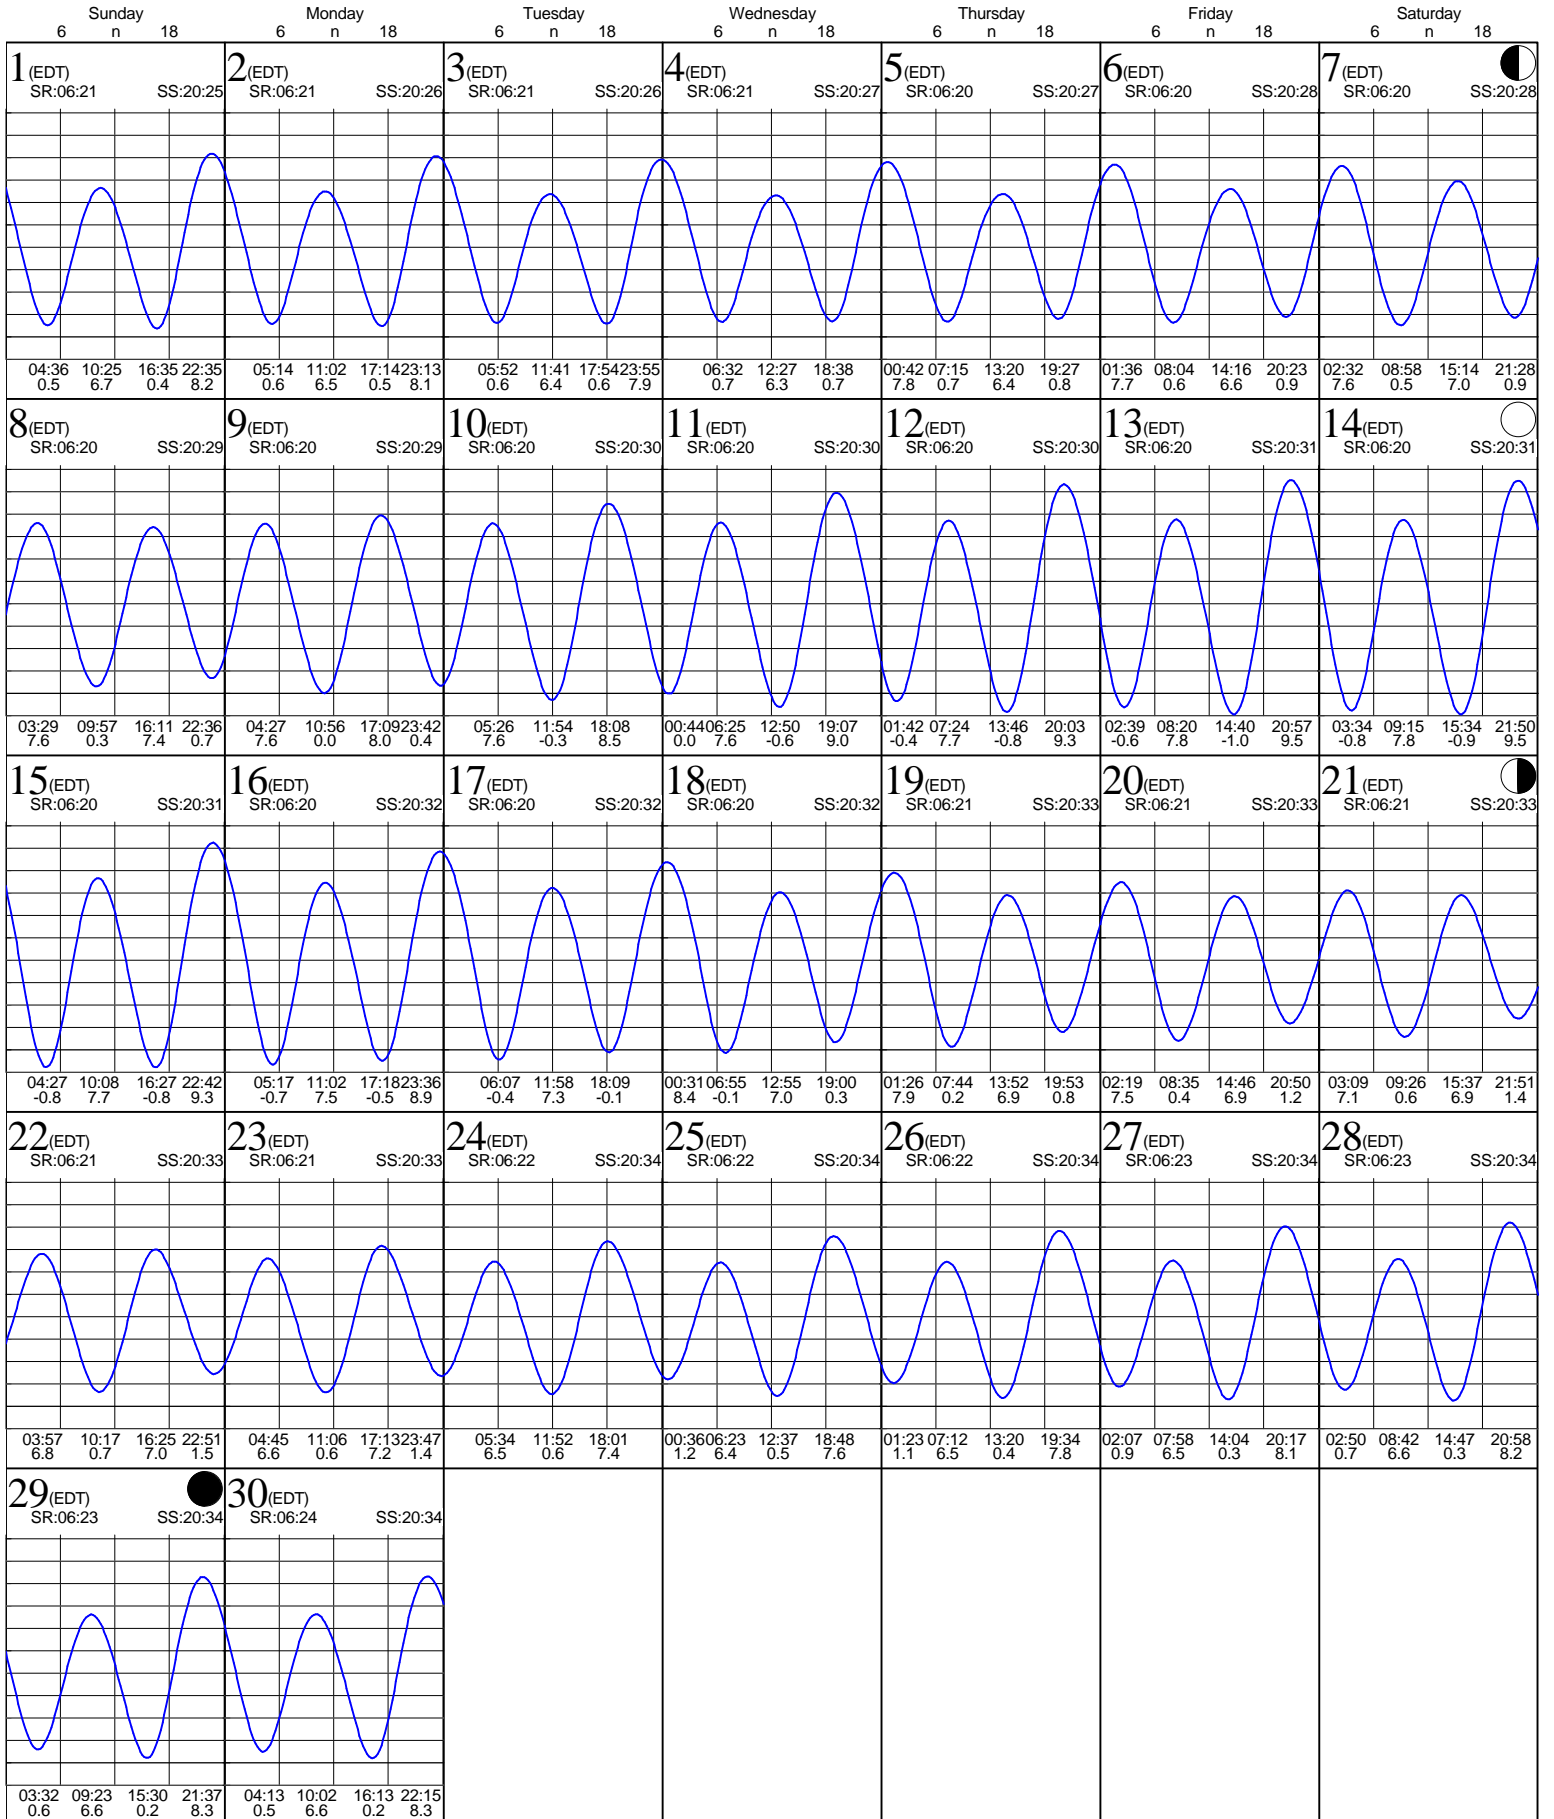 Sunday Monday Tuesday Wednesday Thursday Friday Saturday
6 n 18 6 n 18 6 n 18 6 n 18 6 n 18 6 n 18 6 n 18
1(EDT) 2(EDT) 3(EDT) 4(EDT) 5(EDT) 6(EDT) 7(EDT)
SR:06:21 SS:20:25 SR:06:21 SS:20:26 SR:06:21 SS:20:26 SR:06:21 SS:20:27 SR:06:20 SS:20:27 SR:06:20 SS:20:28 SR:06:20 SS:20:28
04:36 10:25 16:35 22:35 05:14 11:02 17:14 23:13 05:52 11:41 17:54 23:55 06:32 12:27 18:38 00:42 07:15 13:20 19:27 01:36 08:04 14:16 20:23 02:32 08:58 15:14 21:28
0.5 6.7 0.4 8.2 0.6 6.5 0.5 8.1 0.6 6.4 0.6 7.9 0.7 6.3 0.7 7.8 0.7 6.4 0.8 7.7 0.6 6.6 0.9 7.6 0.5 7.0 0.9
8(EDT) 9(EDT) 10(EDT) 11(EDT) 12(EDT) 13(EDT) 14(EDT)
SR:06:20 SS:20:29 SR:06:20 SS:20:29 SR:06:20 SS:20:30 SR:06:20 SS:20:30 SR:06:20 SS:20:30 SR:06:20 SS:20:31 SR:06:20 SS:20:31
03:29 09:57 16:11 22:36 04:27 10:56 17:09 23:42 05:26 11:54 18:08 00:44 06:25 12:50 19:07 01:42 07:24 13:46 20:03 02:39 08:20 14:40 20:57 03:34 09:15 15:34 21:50
7.6 0.3 7.4 0.7 7.6 0.0 8.0 0.4 7.6 -0.3 8.5 0.0 7.6 -0.6 9.0 -0.4 7.7 -0.8 9.3 -0.6 7.8 -1.0 9.5 -0.8 7.8 -0.9 9.5
15(EDT) 16(EDT) 17(EDT) 18(EDT) 19(EDT) 20(EDT) 21(EDT)
SR:06:20 SS:20:31 SR:06:20 SS:20:32 SR:06:20 SS:20:32 SR:06:20 SS:20:32 SR:06:21 SS:20:33 SR:06:21 SS:20:33 SR:06:21 SS:20:33
04:27 10:08 16:27 22:42 05:17 11:02 17:18 23:36 06:07 11:58 18:09 00:31 06:55 12:55 19:00 01:26 07:44 13:52 19:53 02:19 08:35 14:46 20:50 03:09 09:26 15:37 21:51
-0.8 7.7 -0.8 9.3 -0.7 7.5 -0.5 8.9 -0.4 7.3 -0.1 8.4 -0.1 7.0 0.3 7.9 0.2 6.9 0.8 7.5 0.4 6.9 1.2 7.1 0.6 6.9 1.4
22(EDT) 23(EDT) 24(EDT) 25(EDT) 26(EDT) 27(EDT) 28(EDT)
SR:06:21 SS:20:33 SR:06:21 SS:20:33 SR:06:22 SS:20:34 SR:06:22 SS:20:34 SR:06:22 SS:20:34 SR:06:23 SS:20:34 SR:06:23 SS:20:34
03:57 10:17 16:25 22:51 04:45 11:06 17:13 23:47 05:34 11:52 18:01 00:36 06:23 12:37 18:48 01:23 07:12 13:20 19:34 02:07 07:58 14:04 20:17 02:50 08:42 14:47 20:58
6.8 0.7 7.0 1.5 6.6 0.6 7.2 1.4 6.5 0.6 7.4 1.2 6.4 0.5 7.6 1.1 6.5 0.4 7.8 0.9 6.5 0.3 8.1 0.7 6.6 0.3 8.2
29(EDT) 30(EDT)
SR:06:23 SS:20:34 SR:06:24 SS:20:34
03:32 09:23 15:30 21:37 04:13 10:02 16:13 22:15
0.6 6.6 0.2 8.3 0.5 6.6 0.2 8.3